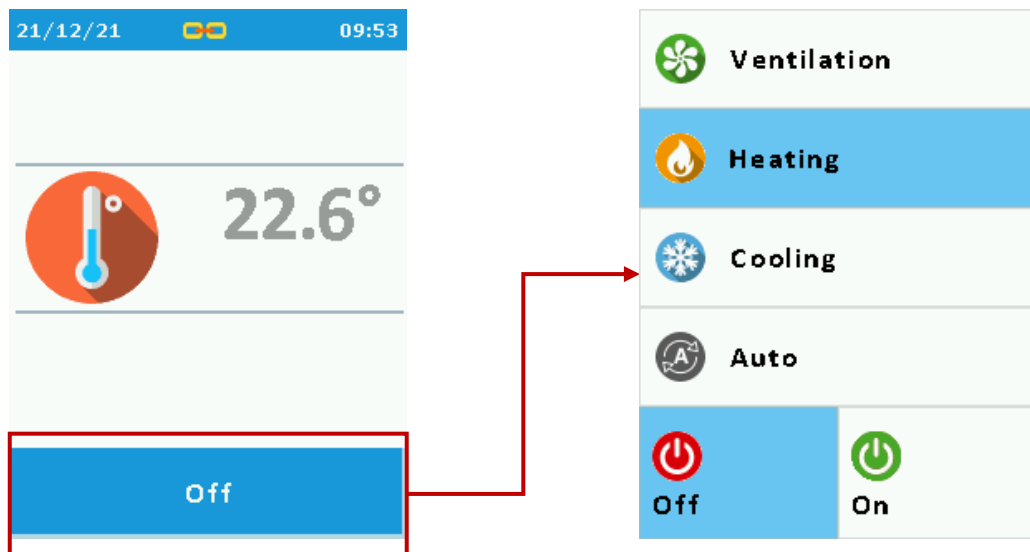 21/12/21 09:53
22.6°
Off
Ventilation
Heating
Cooling
A Auto
Off On